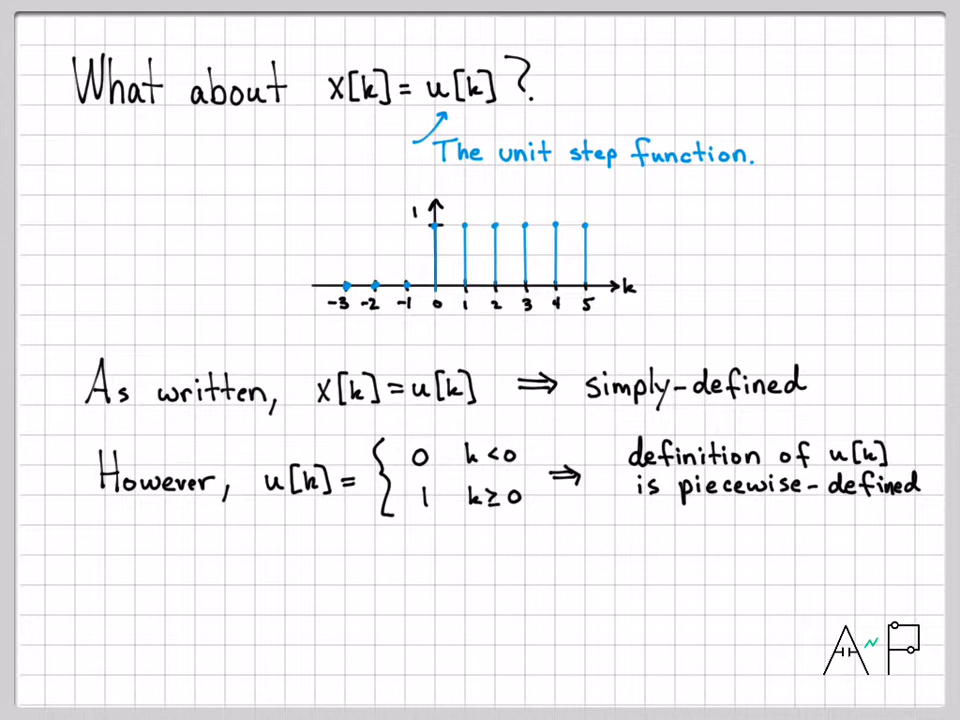 What about x[k] = u[k]?
The unit step function.
1
k
-3 -2 -1 0 1 2 3 4 5
As written, x[k] = u[k] ⟹ simply-defined
However, u[k] = { 0 k < 0 ⟹ definition of u[k]
1 k ≥ 0 is piecewise-defined
A~P